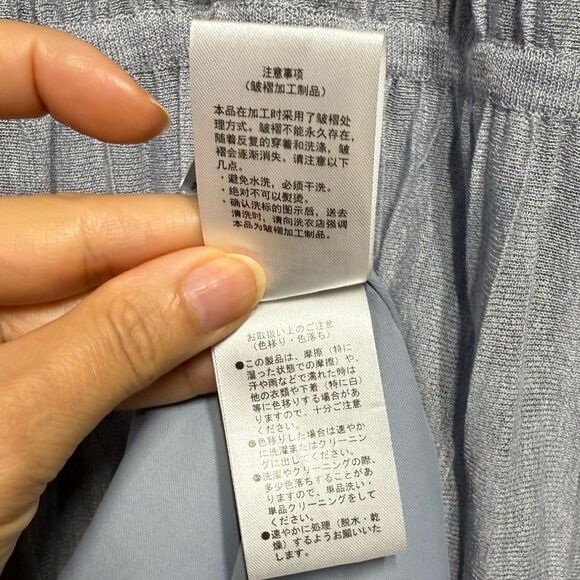 注意事项
（皱褶加工制品）
本品在加工时采用了皱褶处
理方式。皱褶不能永久存在，
随着反复的穿着和洗涤，皱
褶会逐渐消失。请注意以下
几点。
・避免水洗，必须干洗。
・绝对不可以熨烫。
・确认洗标的图示后，送去
清洗时，请向洗衣店强调
本品为皱褶加工制品。
お取扱い上のご注意
（色移り・色落ち）
●この製品は、摩擦（特に
湿った状態での摩擦）や、
汗や雨などで濡れた時は
他の衣類や下着（特に白）
等に色移りする場合があ
りますので、十分ご注意
ください。
●色移りした場合は速やか
に洗濯またはクリーニン
グに出してください。
●洗濯やクリーニングの際、
多少色落ちすることがあ
りますので、単品洗い・
単品クリーニングをして
ください。
●速やかに処理（脱水・乾
燥）するようお願いいた
します。